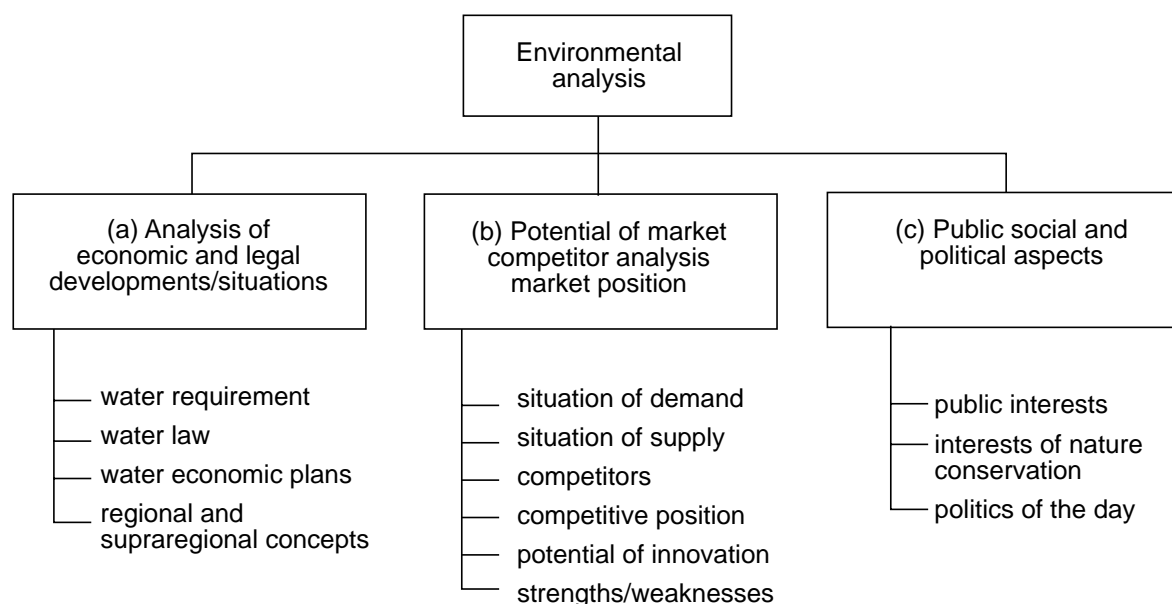 Environmental
analysis
(a) Analysis of
economic and legal
developments/situations
water requirement
water law
water economic plans
regional and
supraregional concepts
(b) Potential of market
competitor analysis
market position
situation of demand
situation of supply
competitors
competitive position
potential of innovation
strengths/weaknesses
(c) Public social and
political aspects
public interests
interests of nature
conservation
politics of the day